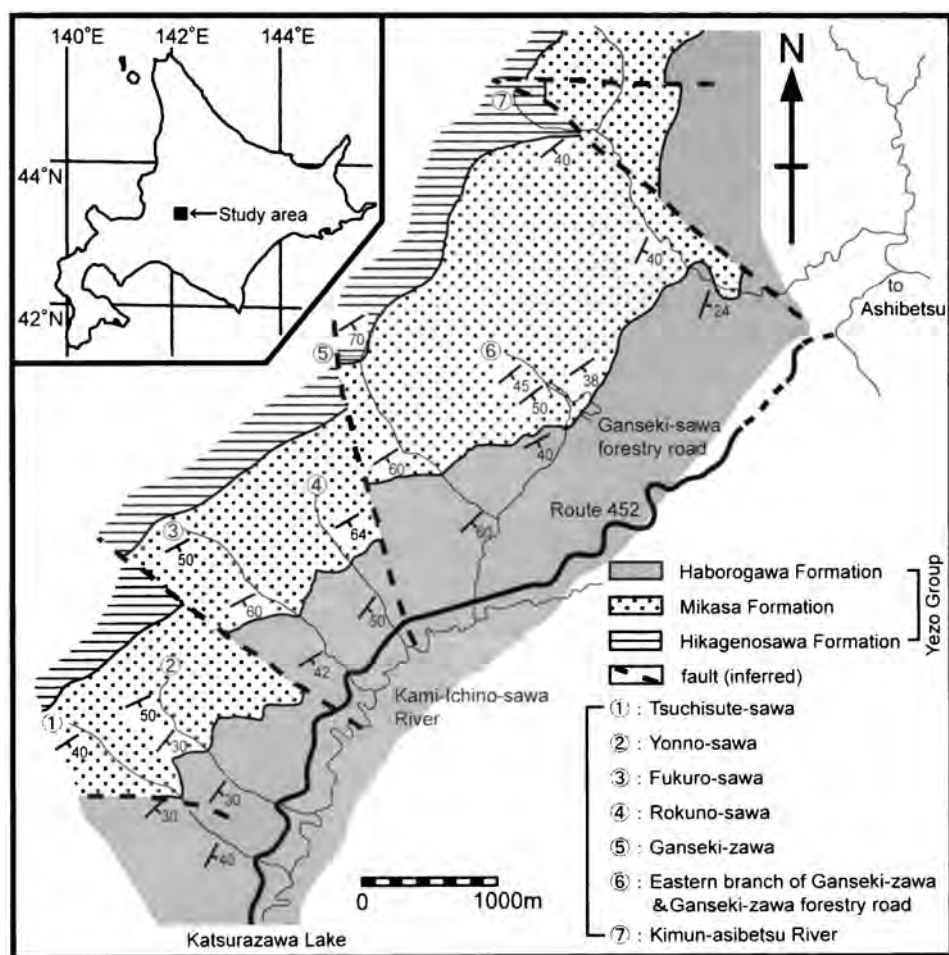 140°E
142°E
144°E
44°N
42°N
Study area
N
⑦
40
40
24
to
Ashibetsu
70
⑤
⑥
45
50
38
Ganseki-sawa
forestry road
40
60
④
60
Route 452
64
③
50
60
50
42
②
50
①
40
30
30
30
40
Kami-Ichino-sawa
River
Haborogawa Formation
Mikasa Formation
Hikagenosawa Formation
Yezo Group
fault (inferred)
① : Tsuchisute-sawa
② : Yonno-sawa
③ : Fukuro-sawa
④ : Rokuno-sawa
⑤ : Ganseki-zawa
⑥ : Eastern branch of Ganseki-zawa
&Ganseki-zawa forestry road
⑦ : Kimun-asibetsu River
0 1000m
Katsurazawa Lake